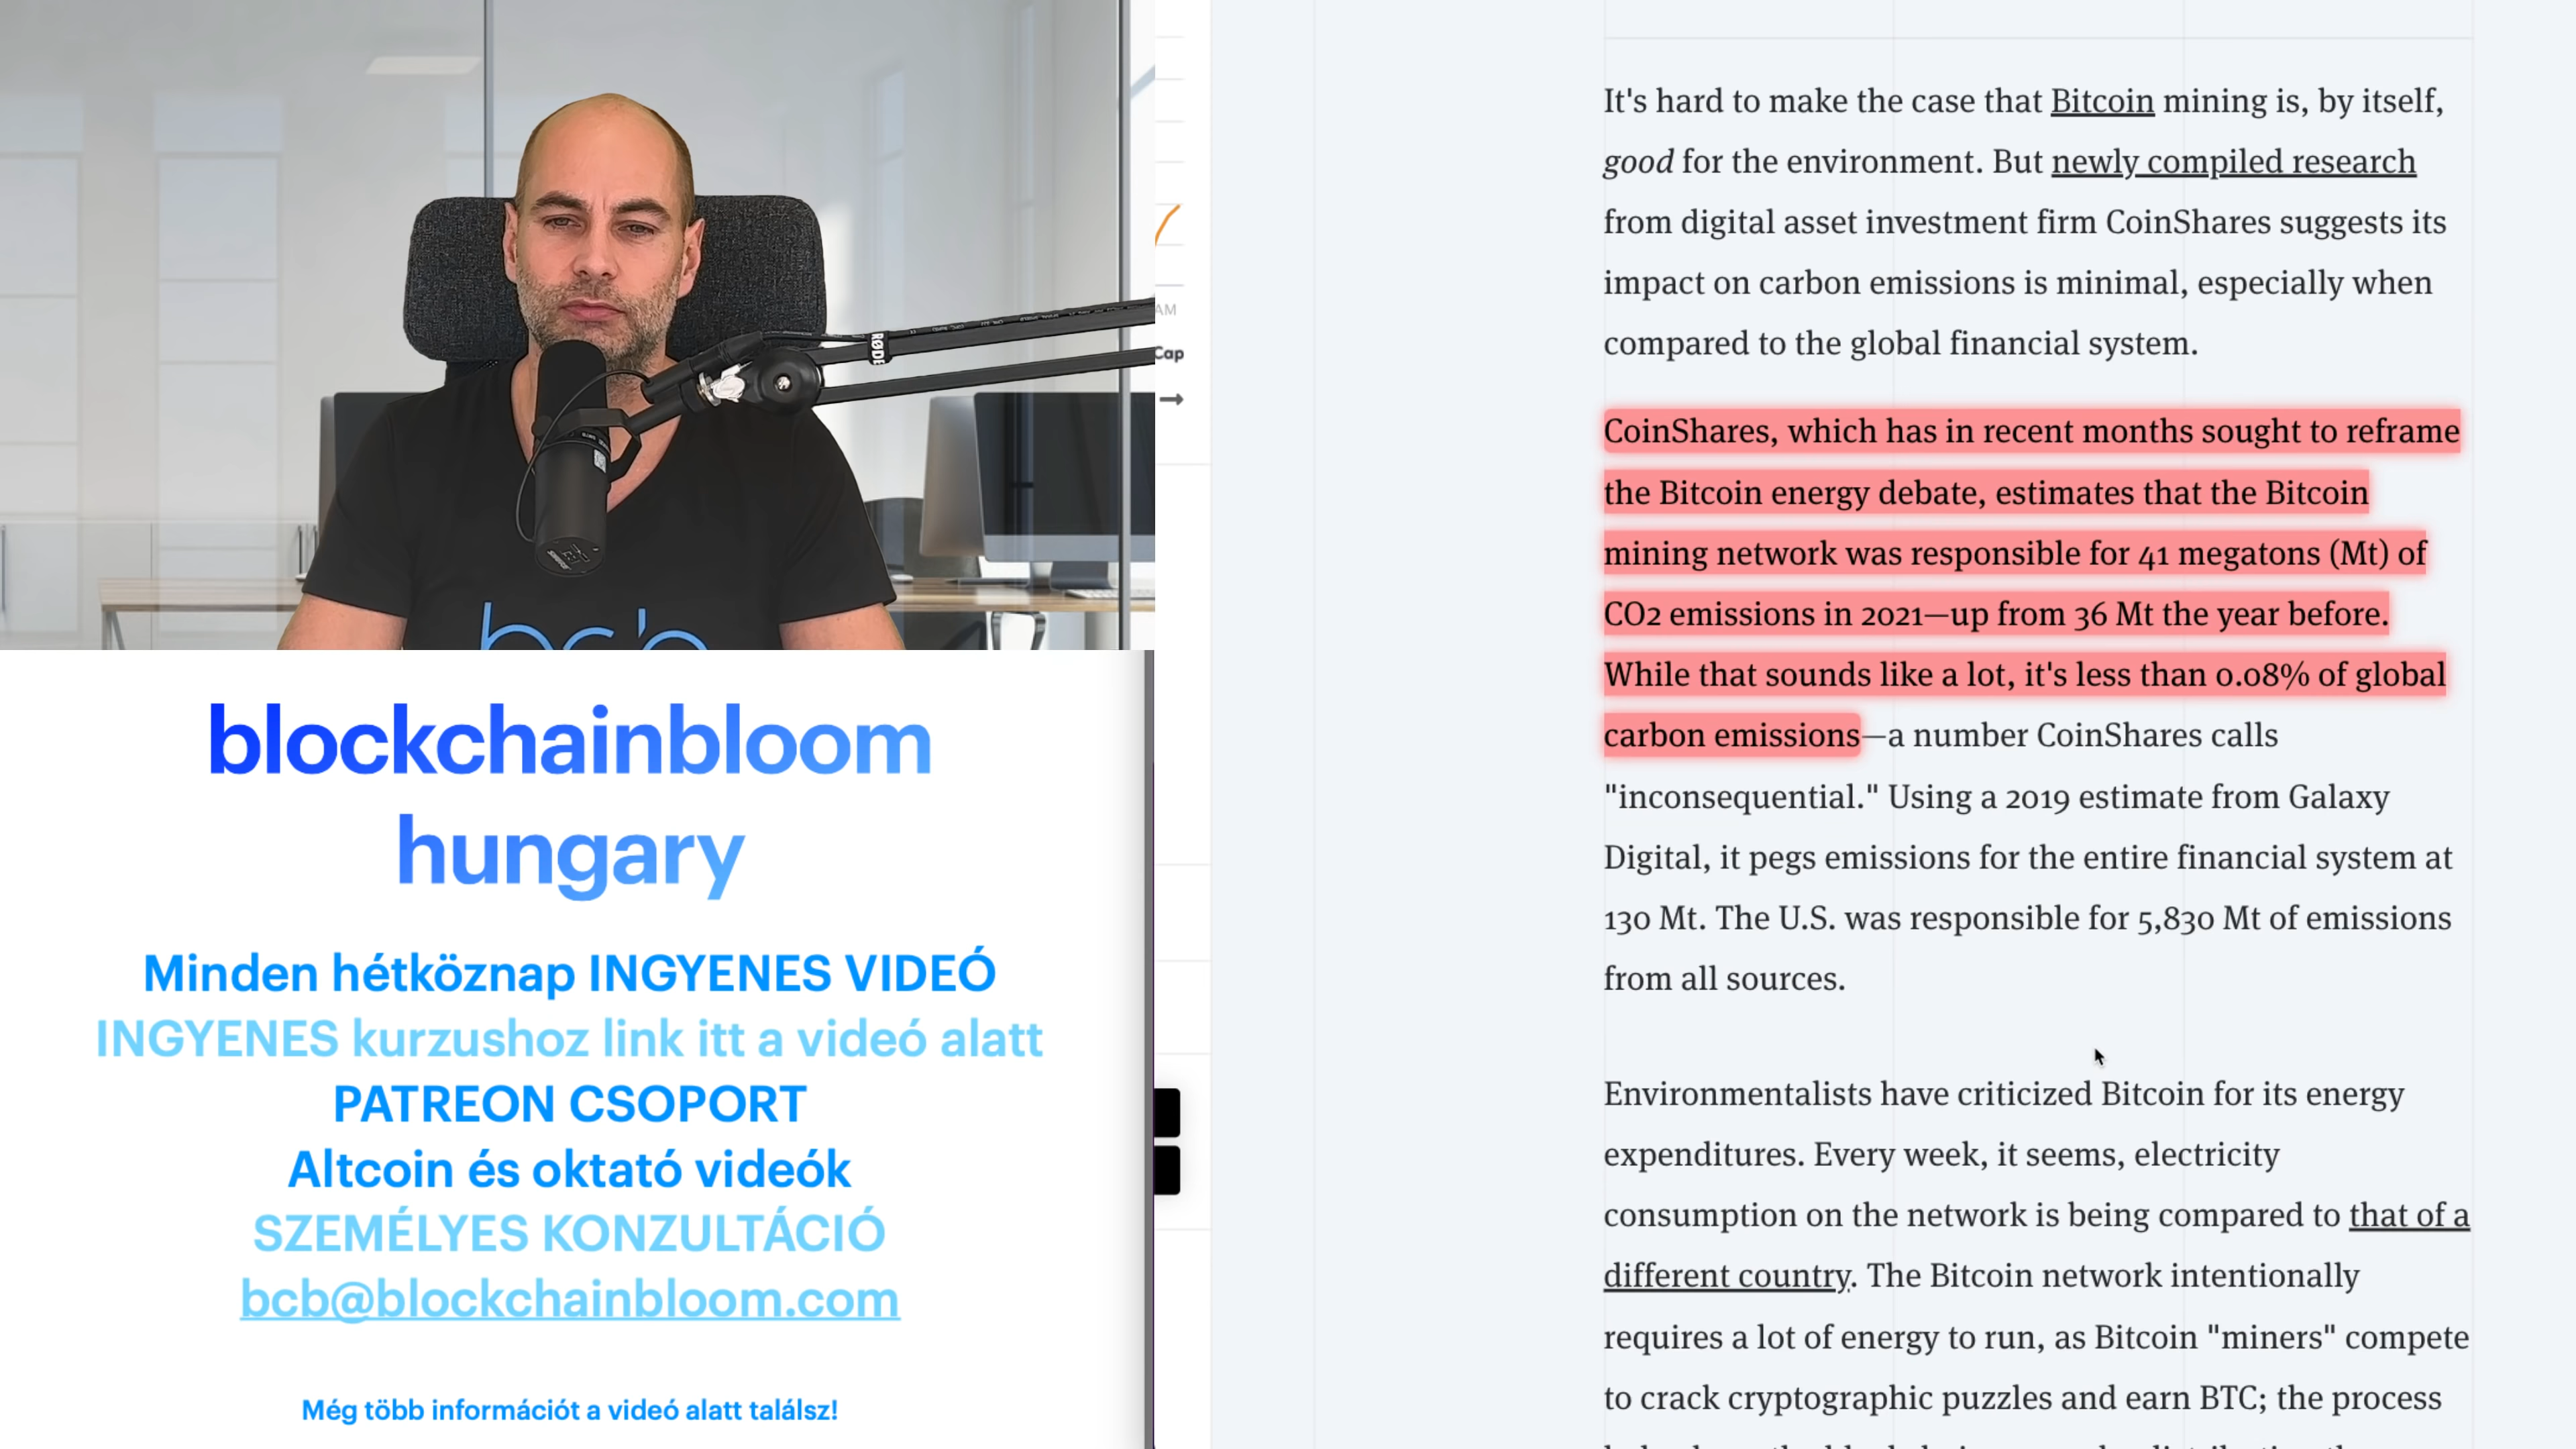 RØDE
bcb
blockchainbloom
hungary
Minden hétköznap INGYENES VIDEÓ
INGYENES kurzushoz link itt a videó alatt
PATREON CSOPORT
Altcoin és oktató videók
SZEMÉLYES KONZULTÁCIÓ
bcb@blockchainbloom.com
Még több információt a videó alatt találsz!
AM
Cap
It's hard to make the case that Bitcoin mining is, by itself,
good for the environment. But newly compiled research
from digital asset investment firm CoinShares suggests its
impact on carbon emissions is minimal, especially when
compared to the global financial system.
CoinShares, which has in recent months sought to reframe
the Bitcoin energy debate, estimates that the Bitcoin
mining network was responsible for 41 megatons (Mt) of
CO2 emissions in 2021—up from 36 Mt the year before.
While that sounds like a lot, it's less than 0.08% of global
carbon emissions—a number CoinShares calls
"inconsequential." Using a 2019 estimate from Galaxy
Digital, it pegs emissions for the entire financial system at
130 Mt. The U.S. was responsible for 5,830 Mt of emissions
from all sources.
Environmentalists have criticized Bitcoin for its energy
expenditures. Every week, it seems, electricity
consumption on the network is being compared to that of a
different country. The Bitcoin network intentionally
requires a lot of energy to run, as Bitcoin "miners" compete
to crack cryptographic puzzles and earn BTC; the process